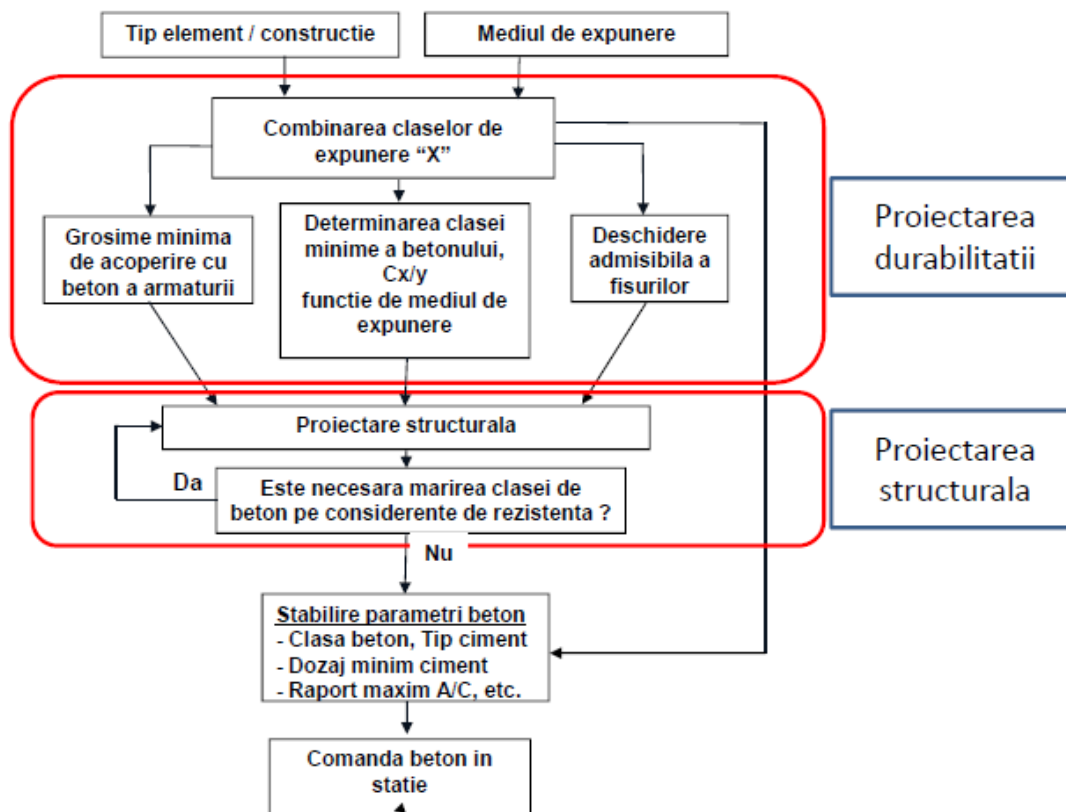 Tip element / constructie
Mediul de expunere
Combinarea claselor de
expunere “X”
Grosime minima
de acoperire cu
beton a armaturii
Determinarea clasei
minime a betonului,
Cx/y
functie de mediul de
expunere
Deschidere
admisibila a
fisurilor
Proiectarea
durabilitatii
Proiectare structurala
Da
Este necesara marirea clasei de
beton pe considerente de rezistenta ?
Nu
Proiectarea
structurala
Stabilire parametri beton
- Clasa beton, Tip ciment
- Dozaj minim ciment
- Raport maxim A/C, etc.
Comanda beton in
statie